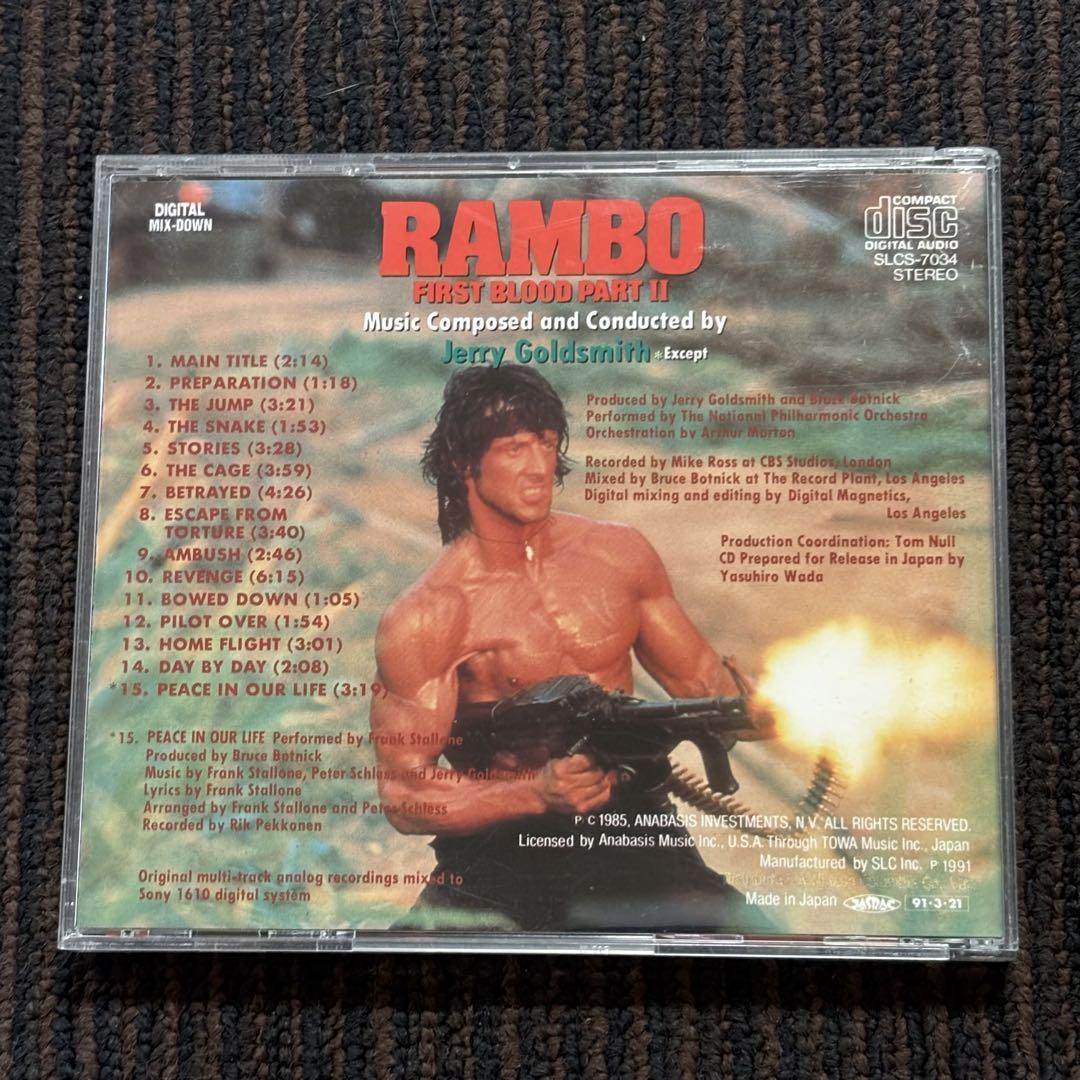 DIGITAL
MIX-DOWN
RAMBO
FIRST BLOOD PART II
Music Composed and Conducted by
Jerry Goldsmith *Except
COMPACT
disc
DIGITAL AUDIO
SLCS-7034
STEREO
1. MAIN TITLE (2:14)
2. PREPARATION (1:18)
3. THE JUMP (3:21)
4. THE SNAKE (1:53)
5. STORIES (3:28)
6. THE CAGE (3:59)
7. BETRAYED (4:26)
8. ESCAPE FROM
TORTURE (3:40)
9. AMBUSH (2:46)
10. REVENGE (6:15)
11. BOWED DOWN (1:05)
12. PILOT OVER (1:54)
13. HOME FLIGHT (3:01)
14. DAY BY DAY (2:08)
*15. PEACE IN OUR LIFE (3:19)
*15. PEACE IN OUR LIFE Performed by Frank Stallone
Produced by Bruce Botnick
Music by Frank Stallone, Peter Schless and Jerry Goldsmith
Lyrics by Frank Stallone
Arranged by Frank Stallone and Peter Schless
Recorded by Rik Pekkonen
Original multi-track analog recordings mixed to
Sony 1610 digital system
Produced by Jerry Goldsmith and Bruce Botnick
Performed by The National Philharmonic Orchestra
Orchestration by Arthur Morton
Recorded by Mike Ross at CBS Studios, London
Mixed by Bruce Botnick at The Record Plant, Los Angeles
Digital mixing and editing by Digital Magnetics,
Los Angeles
Production Coordination: Tom Null
CD Prepared for Release in Japan by
Yasuhiro Wada
P C 1985, ANABASIS INVESTMENTS, N.V. ALL RIGHTS RESERVED.
Licensed by Anabasis Music Inc., U.S.A. Through TOWA Music Inc., Japan
Manufactured by SLC Inc. P 1991
Made in Japan JASRAC 91·3·21